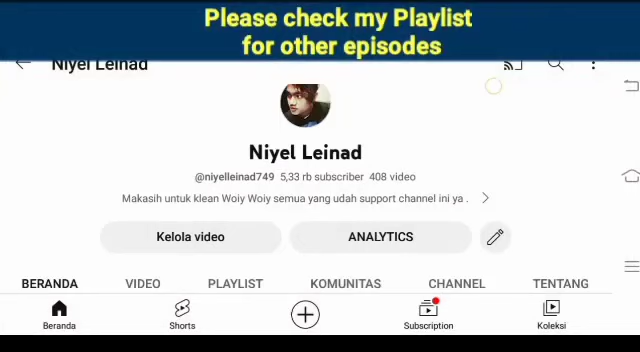 Please check my Playlist
for other episodes
Niyel Leinad
Niyel Leinad
@niyelleinad749 5,33 rb subscriber 408 video
Makasih untuk klean Woiy Woiy semua yang udah support channel ini ya .
Kelola video
ANALYTICS
BERANDA VIDEO PLAYLIST KOMUNITAS CHANNEL TENTANG
Beranda Shorts Subscription Koleksi